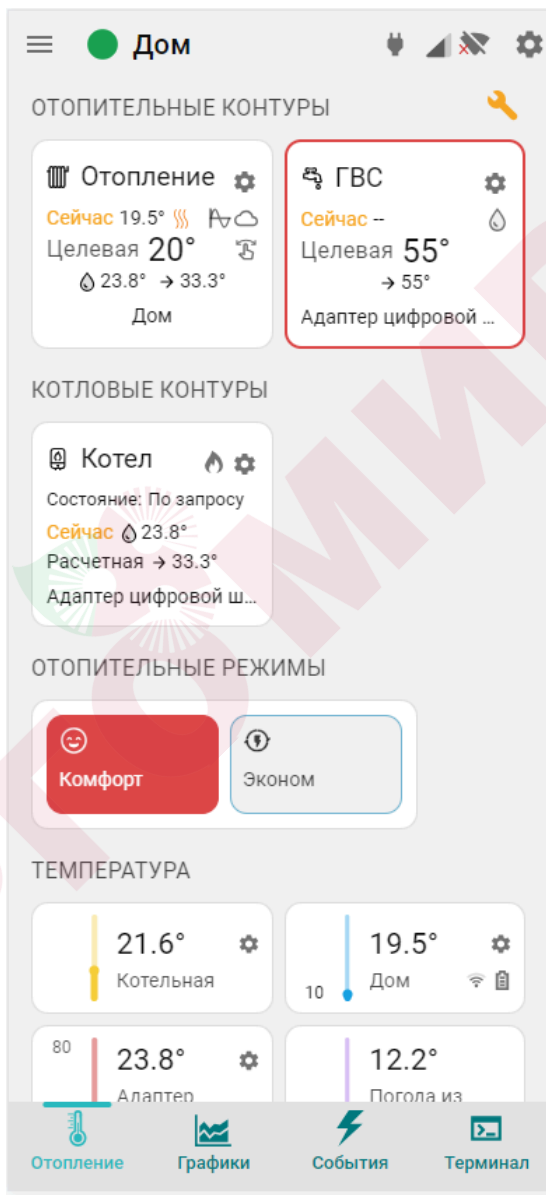 Дом
ОТОПИТЕЛЬНЫЕ КОНТУРЫ
Отопление
Сейчас 19.5°
Целевая 20°
23.8° → 33.3°
Дом
ГВС
Сейчас --
Целевая 55°
→ 55°
Адаптер цифровой ...
КОТЛОВЫЕ КОНТУРЫ
Котел
Состояние: По запросу
Сейчас 23.8°
Расчетная → 33.3°
Адаптер цифровой ш...
ОТОПИТЕЛЬНЫЕ РЕЖИМЫ
Комфорт
Эконом
ТЕМПЕРАТУРА
21.6°
Котельная
19.5°
10
Дом
80
23.8°
Адаптер
12.2°
Погода из
Отопление
Графики
События
Терминал